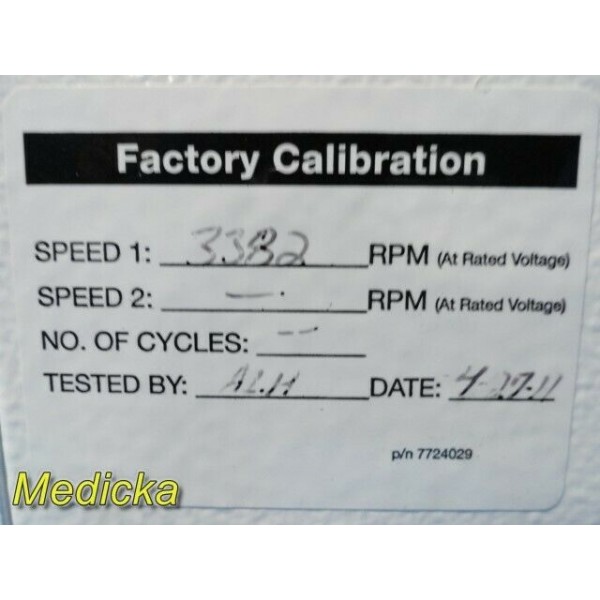 Factory Calibration
SPEED 1: 3382 RPM (At Rated Voltage)
SPEED 2: —. RPM (At Rated Voltage)
NO. OF CYCLES: --
TESTED BY: DATE: 4-27-11
p/n 7724029
Medicka